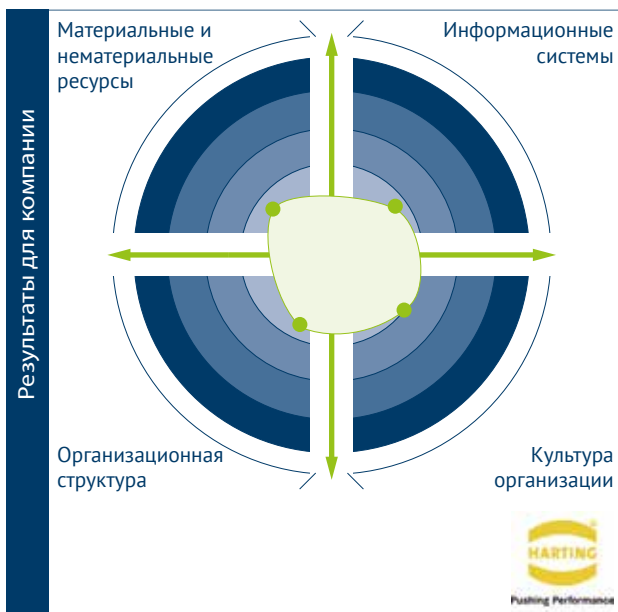 Результаты для компании
Материальные и
нематериальные
ресурсы
Информационные
системы
Организационная
структура
Культура
организации
HARTING
Pushing Performance